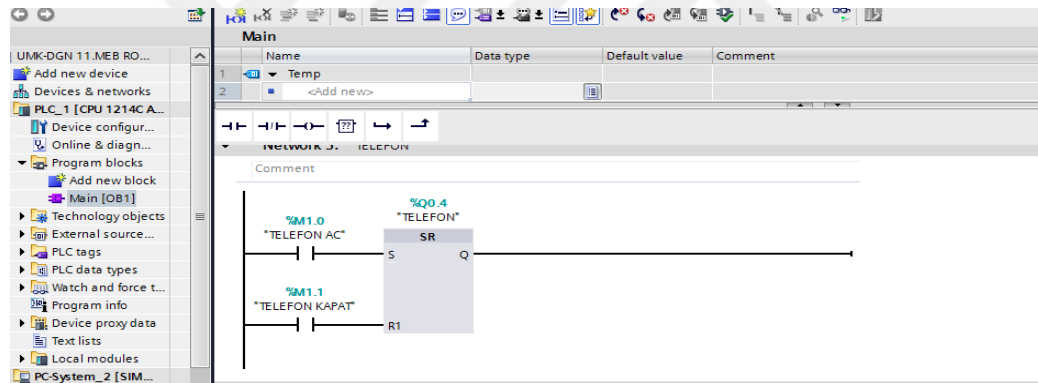 Main
Name Data type Default value Comment
1 Temp
2 <Add new>
UMK-DGN 11.MEB RO...
Add new device
Devices & networks
PLC_1 [CPU 1214C A...
Device configur...
Online & diagn...
Program blocks
Add new block
Main [OB1]
Technology objects
External source...
PLC tags
PLC data types
Watch and force t...
Program info
Device proxy data
Text lists
Local modules
PC-System_2 [SIM...
??
Network 5: TELEFON
Comment
%Q0.4
"TELEFON"
%M1.0
"TELEFON AC"
SR
S Q
%M1.1
"TELEFON KAPAT"
R1